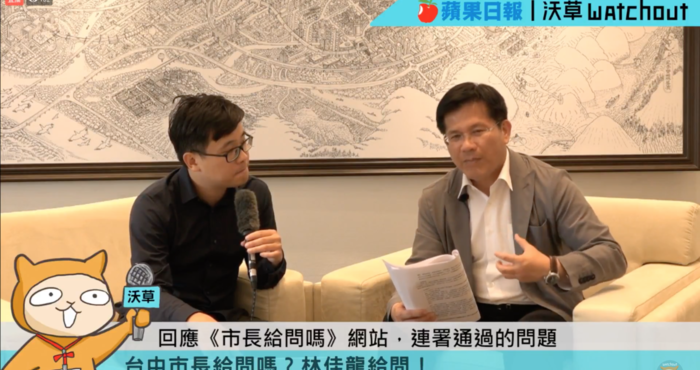 蘋果日報 | 沃草 watchout
沃草
回應《市長給問嗎》網站，連署通過的問題
台中市長給問嗎？林佳龍給問！